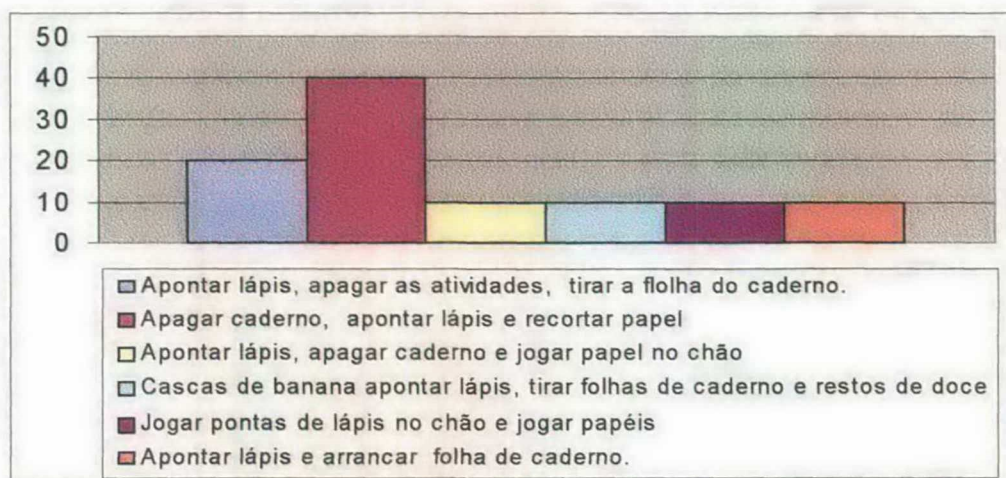 50
40
30
20
10
0
Apontar lápis, apagar as atividades, tirar a flolha do caderno.
Apagar caderno, apontar lápis e recortar papel
Apontar lápis, apagar caderno e jogar papel no chão
Cascas de banana apontar lápis, tirar folhas de caderno e restos de doce
Jogar pontas de lápis no chão e jogar papéis
Apontar lápis e arrancar folha de caderno.